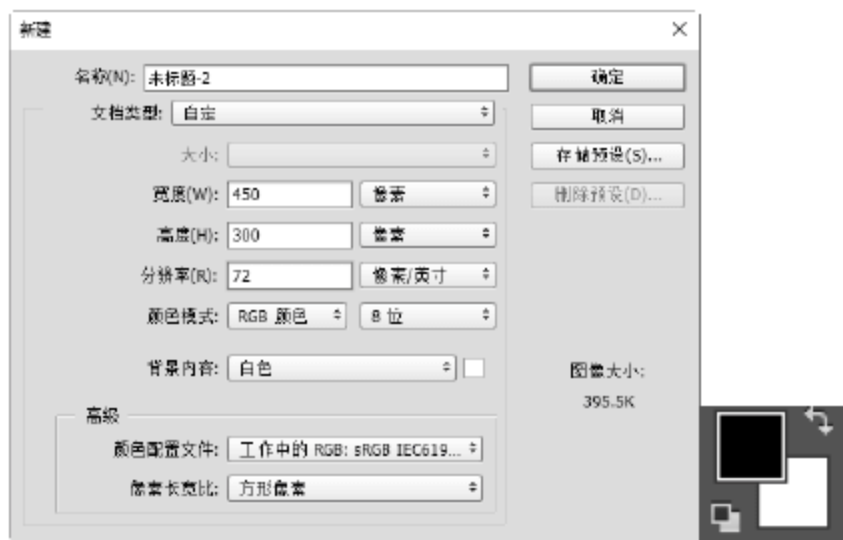 新建
名称(N): 未标题-2
确定
文档类型: 自定
取消
大小:
存储预设(S)...
宽度(W): 450 像素
删除预设(D)...
高度(H): 300 像素
分辨率(R): 72 像素/英寸
颜色模式: RGB 颜色 8 位
背景内容: 白色
图像大小:
395.5K
高级
颜色配置文件: 工作中的 RGB: sRGB IEC619...
像素长宽比: 方形像素